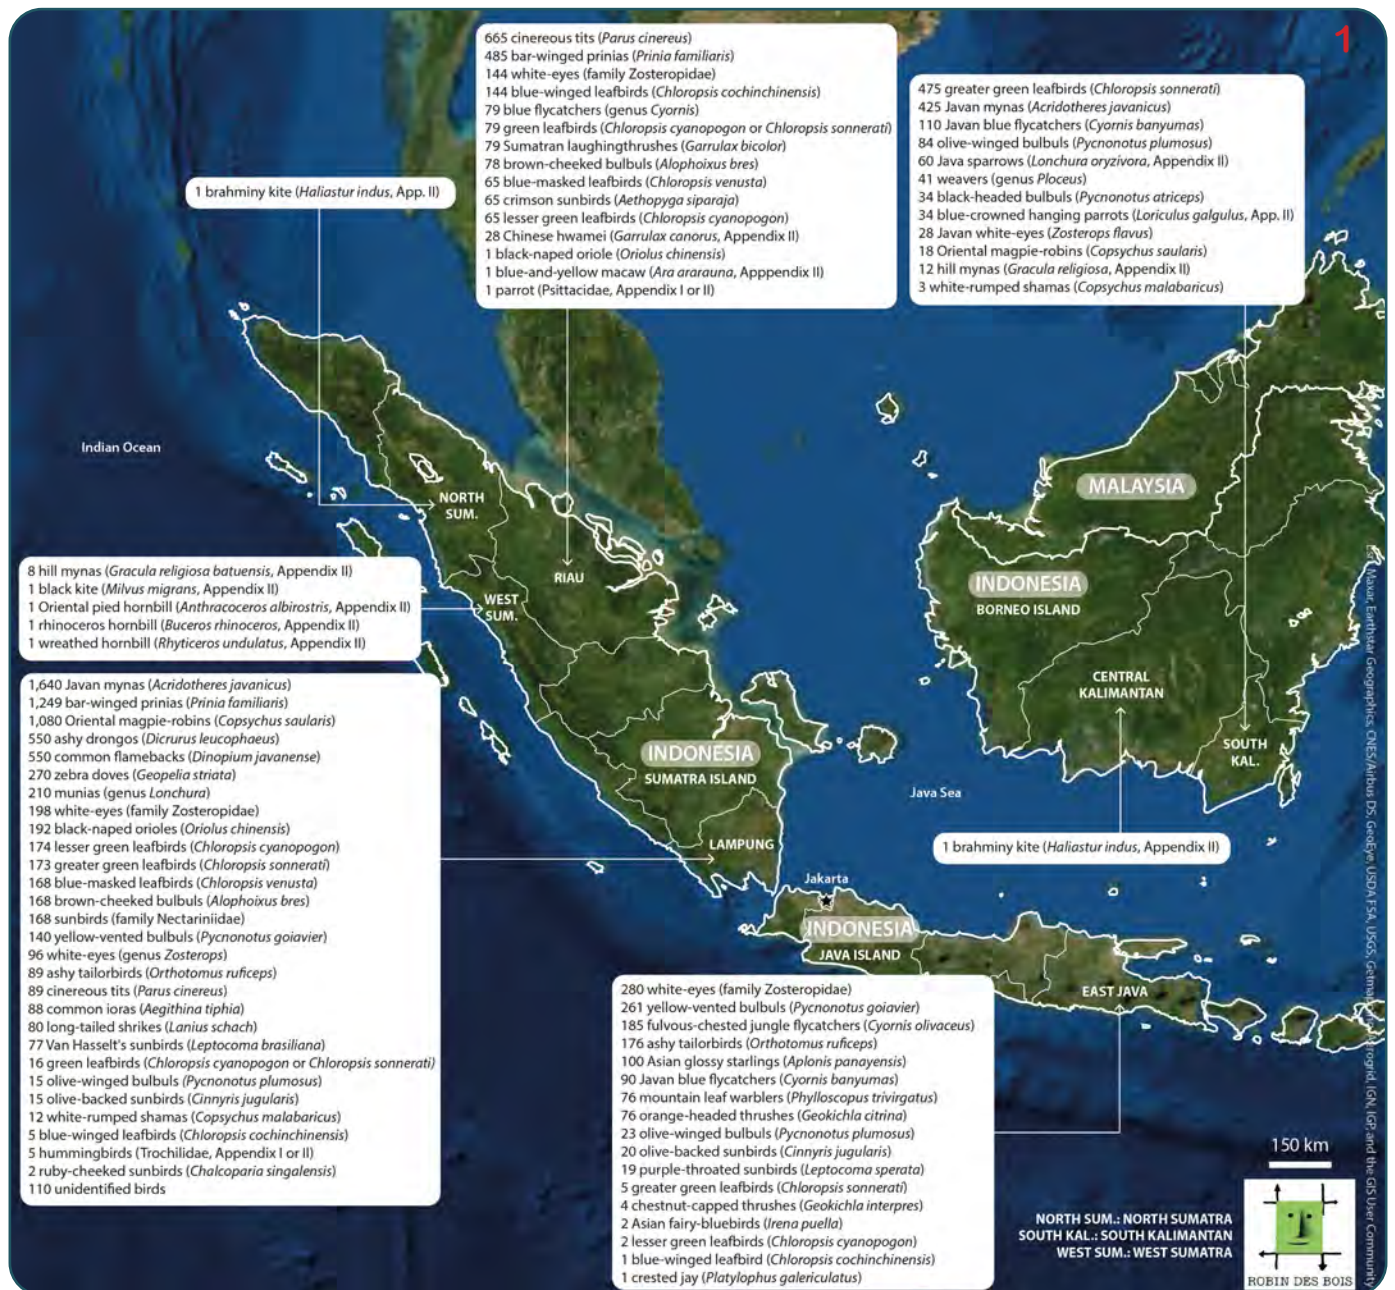 1
665 cinereous tits (Parus cinereus)
485 bar-winged prinias (Prinia familiaris)
144 white-eyes (family Zosteropidae)
144 blue-winged leafbirds (Chloropsis cochinchinensis)
79 blue flycatchers (genus Cyornis)
79 green leafbirds (Chloropsis cyanopogon or Chloropsis sonnerati)
79 Sumatran laughingthrushes (Garrulax bicolor)
78 brown-cheeked bulbuls (Alophoixus bres)
65 blue-masked leafbirds (Chloropsis venusta)
65 crimson sunbirds (Aethopyga siparaja)
65 lesser green leafbirds (Chloropsis cyanopogon)
28 Chinese hwamei (Garrulax canorus, Appendix II)
1 black-naped oriole (Oriolus chinensis)
1 blue-and-yellow macaw (Ara ararauna, Apppendix II)
1 parrot (Psittacidae, Appendix I or II)
475 greater green leafbirds (Chloropsis sonnerati)
425 Javan mynas (Acridotheres javanicus)
110 Javan blue flycatchers (Cyornis banyumas)
84 olive-winged bulbuls (Pycnonotus plumosus)
60 Java sparrows (Lonchura oryzivora, Appendix II)
41 weavers (genus Ploceus)
34 black-headed bulbuls (Pycnonotus atriceps)
34 blue-crowned hanging parrots (Loriculus galgulus, App. II)
28 Javan white-eyes (Zosterops flavus)
18 Oriental magpie-robins (Copsychus saularis)
12 hill mynas (Gracula religiosa, Appendix II)
3 white-rumped shamas (Copsychus malabaricus)
1 brahminy kite (Haliastur indus, App. II)
Indian Ocean
NORTH
SUM.
MALAYSIA
RIAU
INDONESIA
BORNEO ISLAND
WEST
SUM.
8 hill mynas (Gracula religiosa batuensis, Appendix II)
1 black kite (Milvus migrans, Appendix II)
1 Oriental pied hornbill (Anthracoceros albirostris, Appendix II)
1 rhinoceros hornbill (Buceros rhinoceros, Appendix II)
1 wreathed hornbill (Rhyticeros undulatus, Appendix II)
CENTRAL
KALIMANTAN
SOUTH
KAL.
INDONESIA
SUMATRA ISLAND
Java Sea
LAMPUNG
1 brahminy kite (Haliastur indus, Appendix II)
1,640 Javan mynas (Acridotheres javanicus)
1,249 bar-winged prinias (Prinia familiaris)
1,080 Oriental magpie-robins (Copsychus saularis)
550 ashy drongos (Dicrurus leucophaeus)
550 common flamebacks (Dinopium javanense)
270 zebra doves (Geopelia striata)
210 munias (genus Lonchura)
198 white-eyes (family Zosteropidae)
192 black-naped orioles (Oriolus chinensis)
174 lesser green leafbirds (Chloropsis cyanopogon)
173 greater green leafbirds (Chloropsis sonnerati)
168 blue-masked leafbirds (Chloropsis venusta)
168 brown-cheeked bulbuls (Alophoixus bres)
168 sunbirds (family Nectariniidae)
140 yellow-vented bulbuls (Pycnonotus goiavier)
96 white-eyes (genus Zosterops)
89 ashy tailorbirds (Orthotomus ruficeps)
89 cinereous tits (Parus cinereus)
88 common ioras (Aegithina tiphia)
80 long-tailed shrikes (Lanius schach)
77 Van Hasselt's sunbirds (Leptocoma brasiliana)
16 green leafbirds (Chloropsis cyanopogon or Chloropsis sonnerati)
15 olive-winged bulbuls (Pycnonotus plumosus)
15 olive-backed sunbirds (Cinnyris jugularis)
12 white-rumped shamas (Copsychus malabaricus)
5 blue-winged leafbirds (Chloropsis cochinchinensis)
5 hummingbirds (Trochilidae, Appendix I or II)
2 ruby-cheeked sunbirds (Chalcoparia singalensis)
110 unidentified birds
Jakarta
INDONESIA
JAVA ISLAND
EAST JAVA
280 white-eyes (family Zosteropidae)
261 yellow-vented bulbuls (Pycnonotus goiavier)
185 fulvous-chested jungle flycatchers (Cyornis olivaceus)
176 ashy tailorbirds (Orthotomus ruficeps)
100 Asian glossy starlings (Aplonis panayensis)
90 Javan blue flycatchers (Cyornis banyumas)
76 mountain leaf warblers (Phylloscopus trivirgatus)
76 orange-headed thrushes (Geokichla citrina)
23 olive-winged bulbuls (Pycnonotus plumosus)
20 olive-backed sunbirds (Cinnyris jugularis)
19 purple-throated sunbirds (Leptocoma sperata)
5 greater green leafbirds (Chloropsis sonnerati)
4 chestnut-capped thrushes (Geokichla interpres)
2 Asian fairy-bluebirds (Irena puella)
2 lesser green leafbirds (Chloropsis cyanopogon)
1 blue-winged leafbird (Chloropsis cochinchinensis)
1 crested jay (Platylophus galericulatus)
150 km
NORTH SUM.: NORTH SUMATRA
SOUTH KAL.: SOUTH KALIMANTAN
WEST SUM.: WEST SUMATRA
ROBIN DES BOIS
Esri, Maxar, Earthstar Geographics, CNES/Airbus DS, GeoEye, USDA FSA, USGS, Getmapping, Aerogrid, IGN, IGP, and the GIS User Community